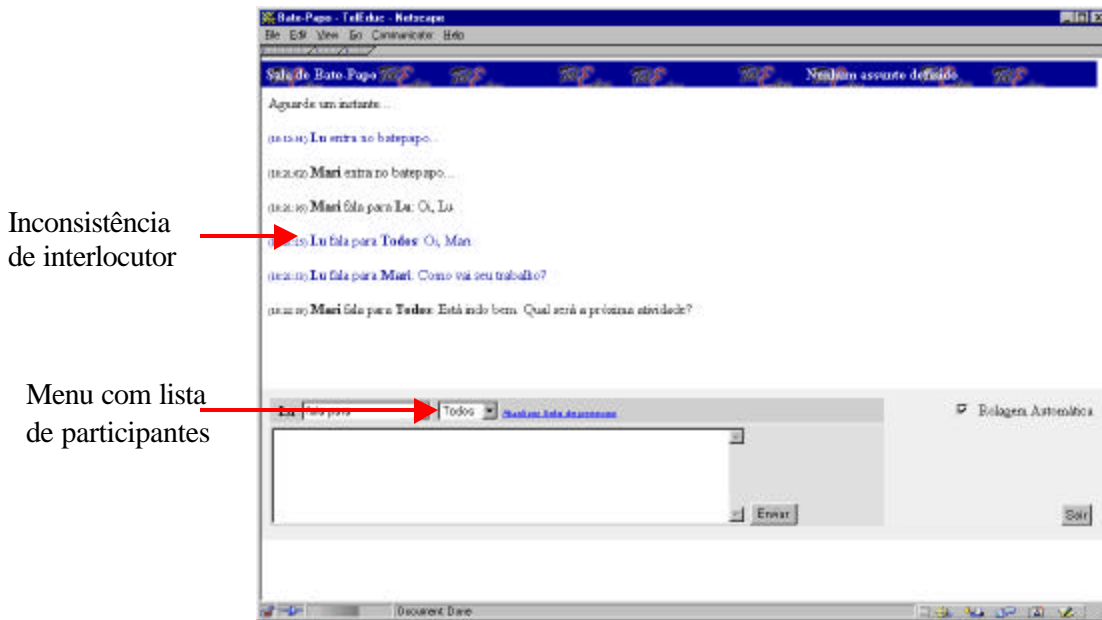 Bate-Papo - TelEduc - Netscape
File Edit View Go Communicator Help
Sala de Bate-Papo
Nenhum assunto definido
Aguarde um instante...
Lu entra no batepapo...
Mari entra no batepapo...
Mari fala para Lu: Oi, Lu
Inconsistência
de interlocutor
Lu fala para Todos: Oi, Mari
Lu fala para Mari: Como vai seu trabalho?
Mari fala para Todos: Está indo bem. Qual será a próxima atividade?
Menu com lista
de participantes
Lu fala para Todos
Rolagem Automática
Enviar
Sair
Document: Done